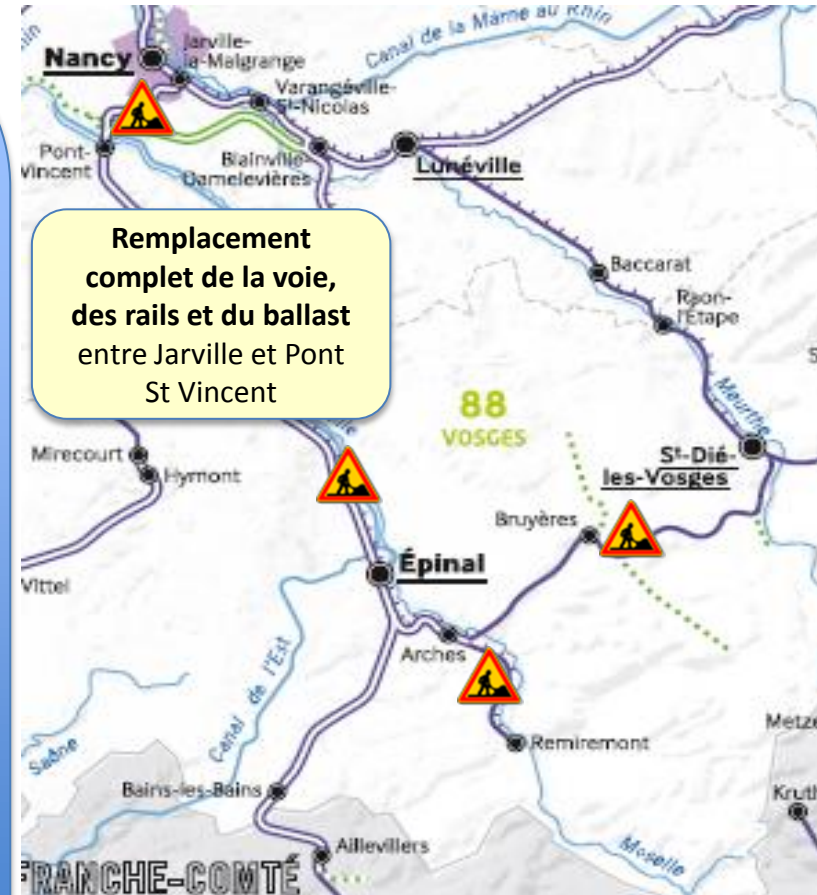 Canal de la Marne au Rhin
Nancy
Jarville-
la-Malgrange
Varangéville-
St-Nicolas
Pont-
Vincent
Blainville-
Damelevières
Lunéville
Remplacement
complet de la voie,
des rails et du ballast
entre Jarville et Pont
St Vincent
Baccarat
Raon-
l'Etape
88
VOSGES
Meurthe
Mirecourt
Hymont
St-Dié-
les-Vosges
Bruyères
Vittel
Épinal
Arches
Canal de l'Est
Saône
Remiremont
Metze
Bains-les-Bains
Kruth
Aillevillers
Moselle
FRANCHE-COMTÉ